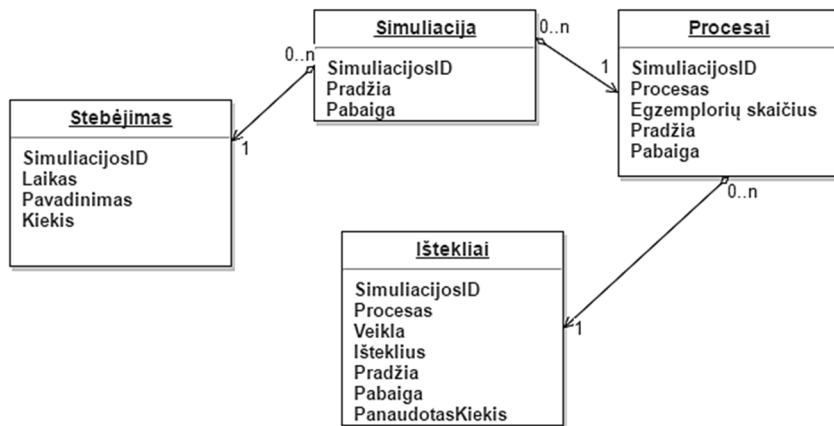 Simuliacija
SimuliacijosID
Pradžia
Pabaiga
0..n
0..n
Procesai
SimuliacijosID
Procesas
Egzemplorių skaičius
Pradžia
Pabaiga
1
0..n
Stebėjimas
SimuliacijosID
Laikas
Pavadinimas
Kiekis
1
Ištekliai
SimuliacijosID
Procesas
Veikla
Išteklius
Pradžia
Pabaiga
PanaudotasKiekis
1